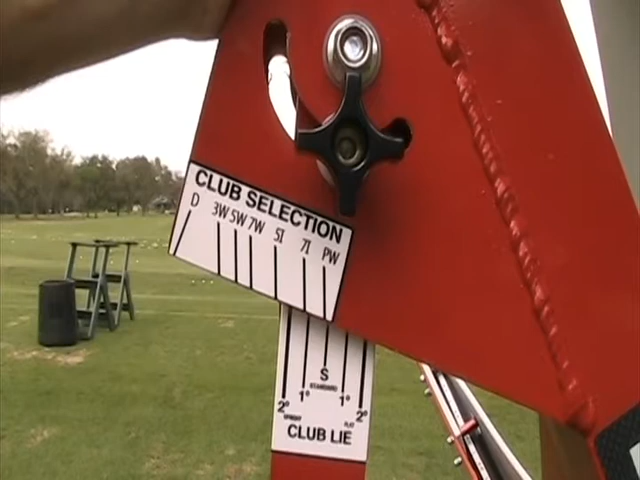 CLUB SELECTION
D 3W 5W 7W 5I 7I PW
S
STANDARD
1° 1°
2° UPRIGHT FLAT 2°
CLUB LIE